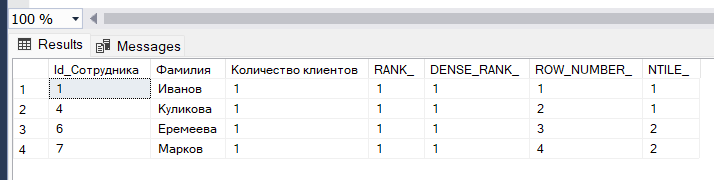 100 %
Results Messages
Id_Сотрудника Фамилия Количество клиентов RANK_ DENSE_RANK_ ROW_NUMBER_ NTILE_
1 1 Иванов 1 1 1 1 1
2 4 Куликова 1 1 1 2 1
3 6 Еремеева 1 1 1 3 2
4 7 Марков 1 1 1 4 2